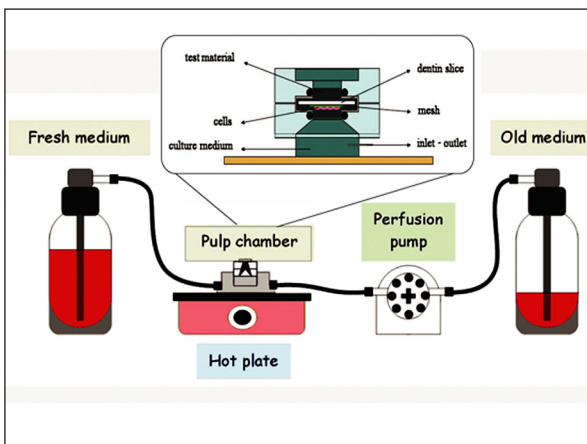 test material
dentin slice
cells
mesh
culture medium
inlet - outlet
Fresh medium
Old medium
Pulp chamber
Perfusion
pump
Hot plate